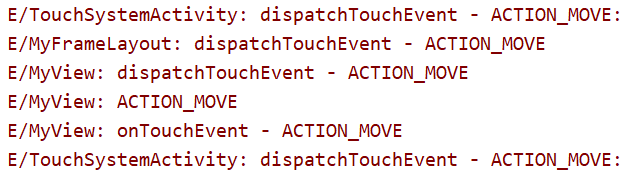 E/TouchSystemActivity: dispatchTouchEvent - ACTION_MOVE:
E/MyFrameLayout: dispatchTouchEvent - ACTION_MOVE
E/MyView: dispatchTouchEvent - ACTION_MOVE
E/MyView: ACTION_MOVE
E/MyView: onTouchEvent - ACTION_MOVE
E/TouchSystemActivity: dispatchTouchEvent - ACTION_MOVE: